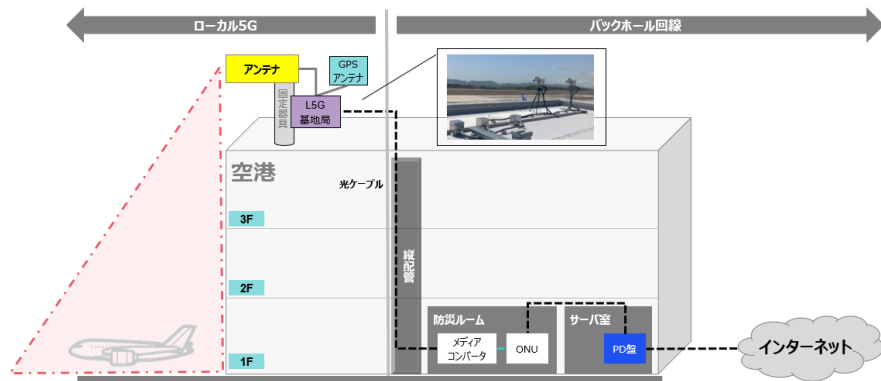 ローカル5G
バックホール回線
アンテナ
GPS
アンテナ
固定器具
L5G
基地局
空港
光ケーブル
3F
縦配管
2F
防災ルーム
サーバ室
メディア
コンバータ
ONU
PD盤
インターネット
1F